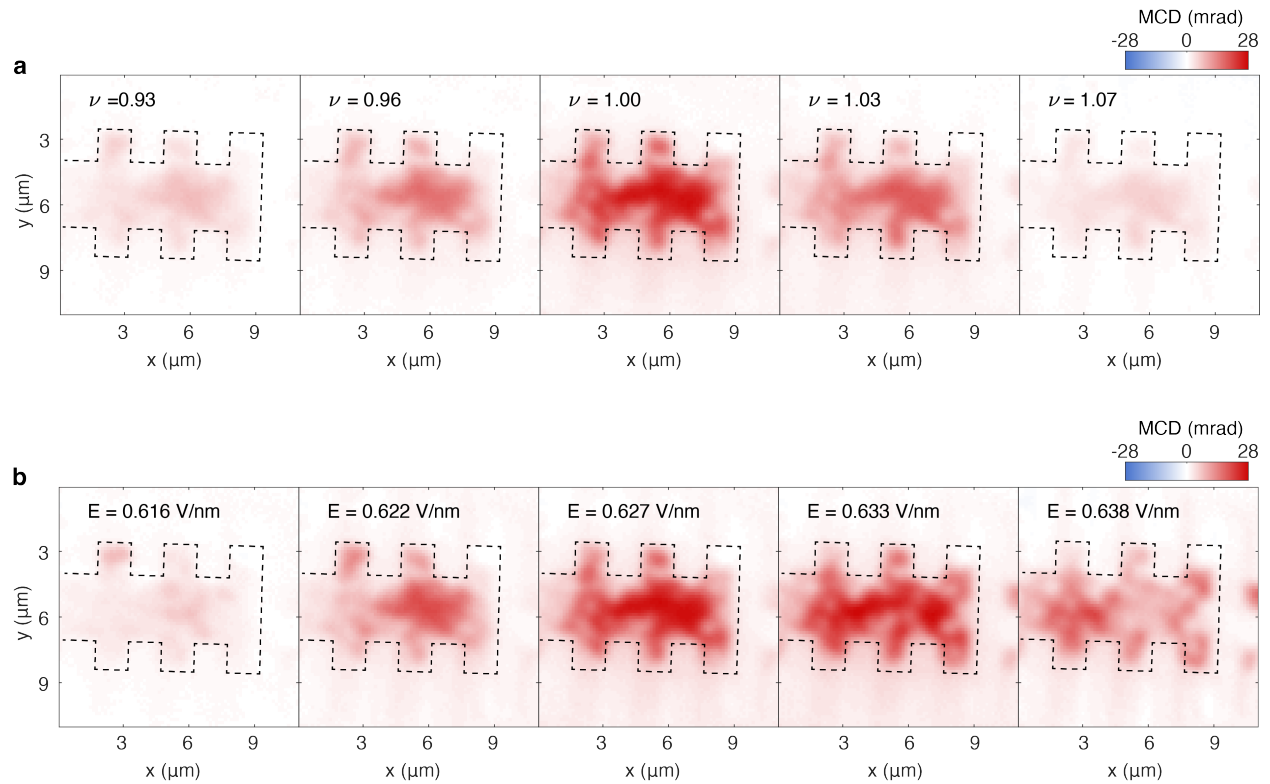 MCD (mrad)
-28 0 28
a
ν =0.93 ν = 0.96 ν = 1.00 ν = 1.03 ν = 1.07
3
6
9
y (µm)
3 6 9 3 6 9 3 6 9 3 6 9 3 6 9
x (µm) x (µm) x (µm) x (µm) x (µm)
MCD (mrad)
-28 0 28
b
E = 0.616 V/nm E = 0.622 V/nm E = 0.627 V/nm E = 0.633 V/nm E = 0.638 V/nm
3
6
9
y (µm)
3 6 9 3 6 9 3 6 9 3 6 9 3 6 9
x (µm) x (µm) x (µm) x (µm) x (µm)